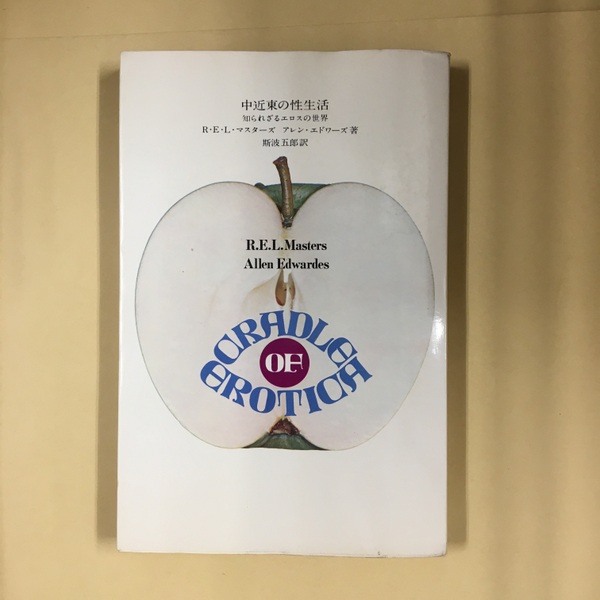 中近東の性生活
知られざるエロスの世界
R・E・L・マスターズ アレン・エドワーズ 著
斯波五郎訳
R.E.L.Masters
Allen Edwardes
CRADLE
OF
EROTICA